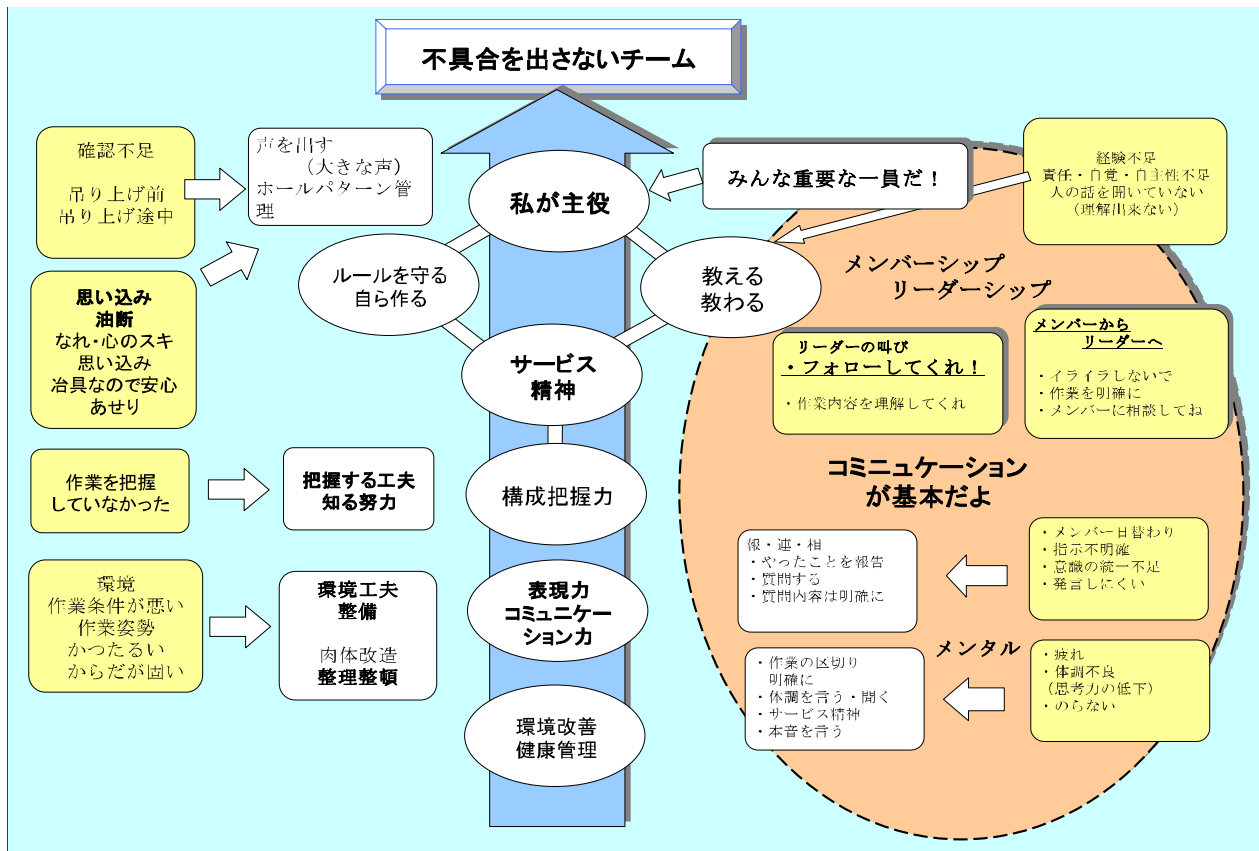 不具合を出さないチーム
確認不足
吊り上げ前
吊り上げ途中
声を出す
(大きな声)
ホールパターン管
理
思い込み
油断
なれ・心のスキ
思い込み
冶具なので安心
あせり
作業を把握
していなかった
把握する工夫
知る努力
環境
作業条件が悪い
作業姿勢
かったるい
からだが固い
環境工夫
整備
肉体改造
整理整頓
私が主役
ルールを守る
自ら作る
教える
教わる
サービス
精神
構成把握力
表現力
コミュニケー
ション力
環境改善
健康管理
みんな重要な一員だ！
経験不足
責任・自覚・自主性不足
人の話を聞いていない
(理解出来ない)
メンバーシップ
リーダーシップ
リーダーの叫び
・フォローしてくれ！
・作業内容を理解してくれ
メンバーから
リーダーへ
・イライラしないで
・作業を明確に
・メンバーに相談してね
コミニュケーション
が基本だよ
報・連・相
・やったことを報告
・質問する
・質問内容は明確に
・メンバー日替わり
・指示不明確
・意識の統一不足
・発言しにくい
メンタル
・作業の区切り
明確に
・体調を言う・聞く
・サービス精神
・本音を言う
・疲れ
・体調不良
(思考力の低下)
・のらない